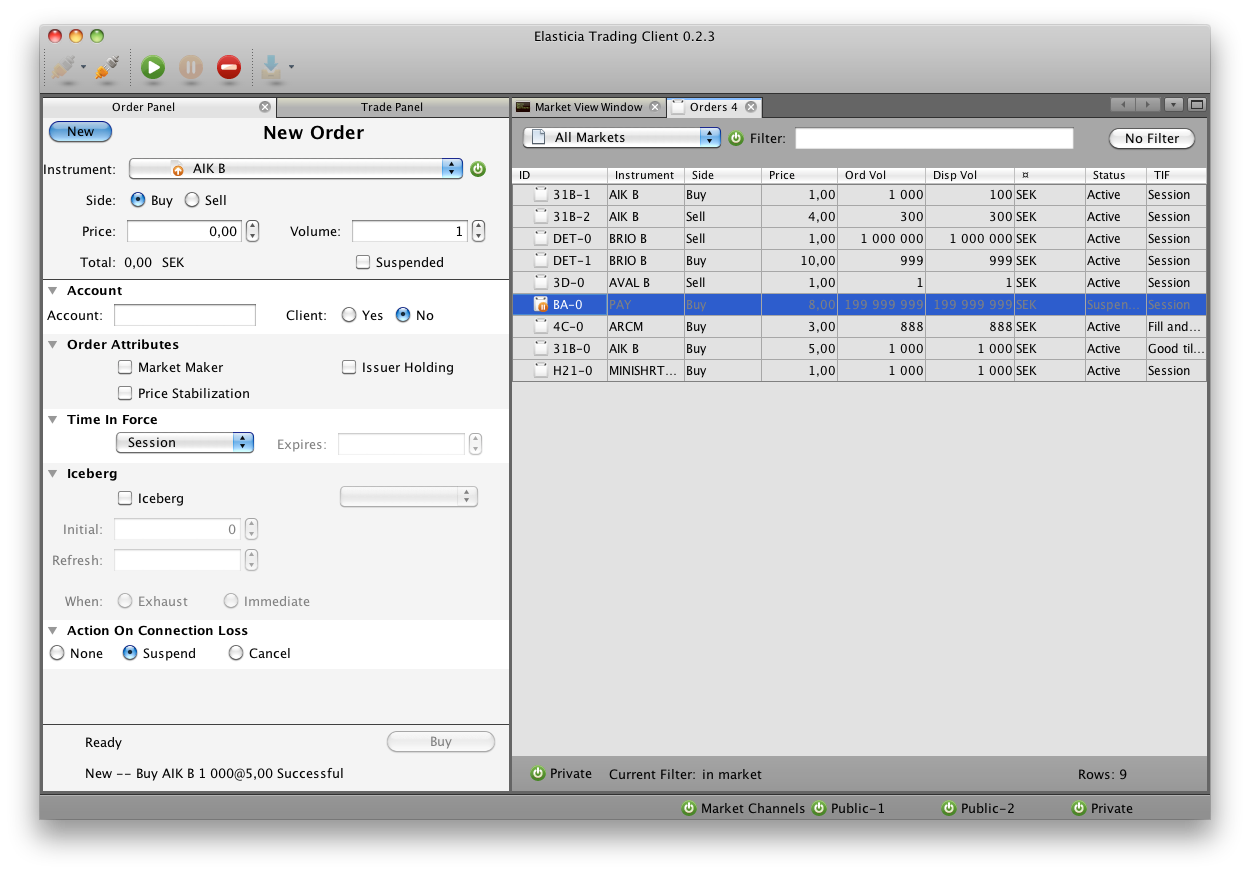 Elasticia Trading Client 0.2.3
Order Panel
Trade Panel
New
New Order
Instrument: AIK B
Side: Buy Sell
Price: 0,00 Volume: 1
Total: 0,00 SEK Suspended
Account
Account: Client: Yes No
Order Attributes
Market Maker Issuer Holding
Price Stabilization
Time In Force
Session Expires:
Iceberg
Iceberg
Initial: 0
Refresh:
When: Exhaust Immediate
Action On Connection Loss
None Suspend Cancel
Ready Buy
New -- Buy AIK B 1 000@5,00 Successful
Market View Window Orders 4
All Markets Filter: No Filter
ID Instrument Side Price Ord Vol Disp Vol ¤ Status TIF
31B-1 AIK B Buy 1,00 1 000 100 SEK Active Session
31B-2 AIK B Sell 4,00 300 300 SEK Active Session
DET-0 BRIO B Sell 1,00 1 000 000 1 000 000 SEK Active Session
DET-1 BRIO B Buy 10,00 999 999 SEK Active Session
3D-0 AVAL B Sell 1,00 1 1 SEK Active Session
BA-0 PAY Buy 8,00 199 999 999 199 999 999 SEK Suspen... Session
4C-0 ARCM Buy 3,00 888 888 SEK Active Fill and...
31B-0 AIK B Buy 5,00 1 000 1 000 SEK Active Good til...
H21-0 MINISHRT... Buy 1,00 1 000 1 000 SEK Active Session
Private Current Filter: in market Rows: 9
Market Channels Public-1 Public-2 Private